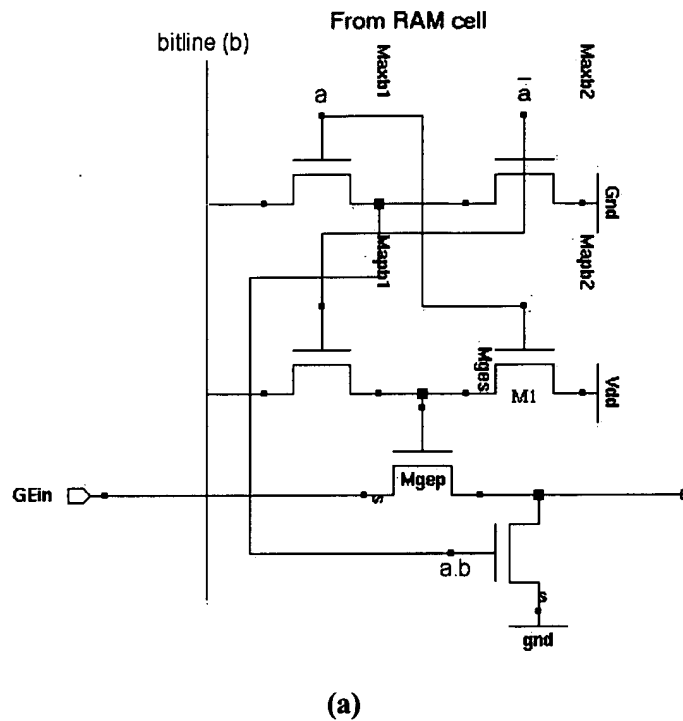 From RAM cell
bitline (b)
Maxb1
Maxb2
a
a
Gnd
Mapb1
Mapb2
Mges
M1
Vdd
Mgep
GEin
s
a.b
s
gnd
(a)